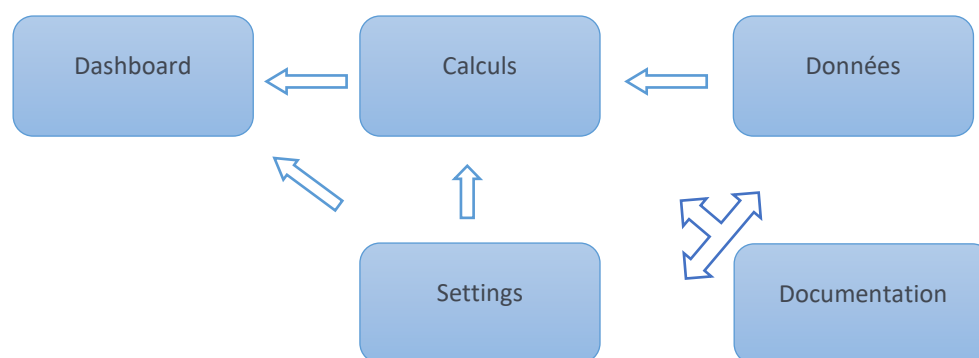 Dashboard
Calculs
Données
Settings
Documentation